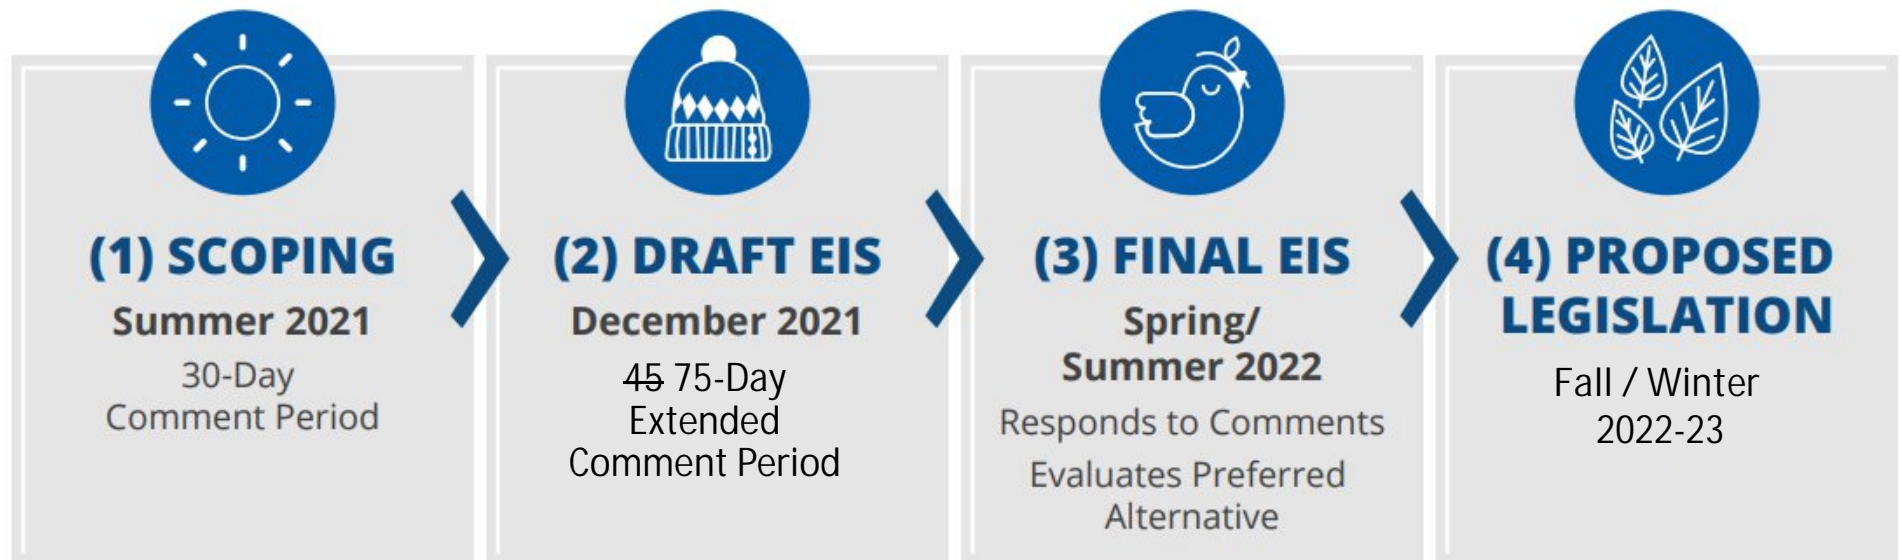 (1) SCOPING
Summer 2021
30-Day
Comment Period
(2) DRAFT EIS
December 2021
45 75-Day
Extended
Comment Period
(3) FINAL EIS
Spring/
Summer 2022
Responds to Comments
Evaluates Preferred
Alternative
(4) PROPOSED
LEGISLATION
Fall / Winter
2022-23